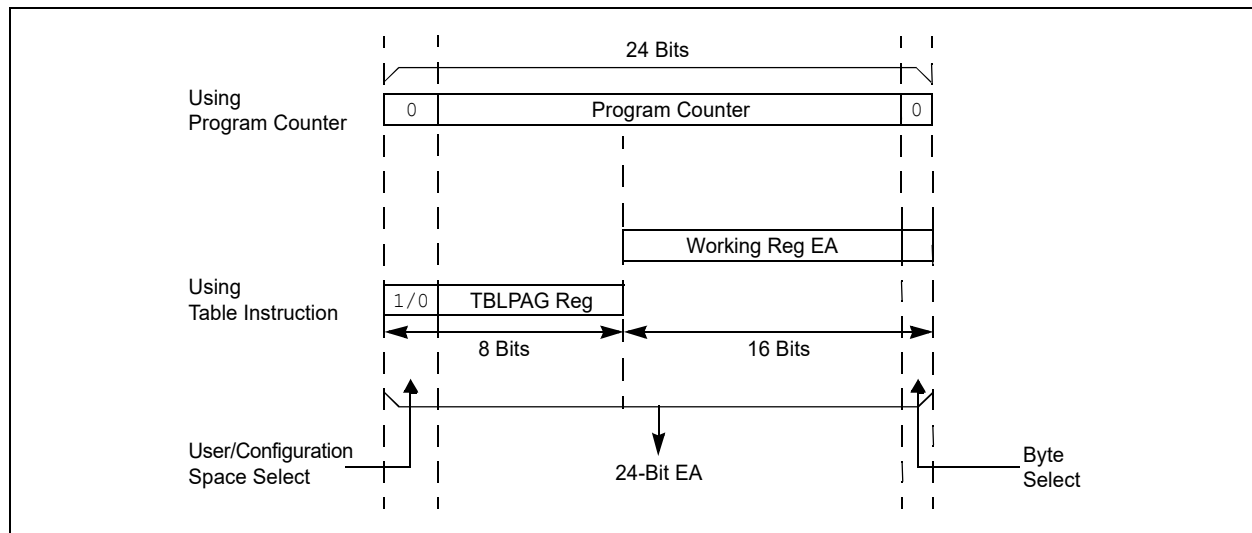 24 Bits
Using
Program Counter
0 Program Counter 0
Working Reg EA
Using
Table Instruction
1/0 TBLPAG Reg
8 Bits 16 Bits
User/Configuration
Space Select
24-Bit EA
Byte
Select